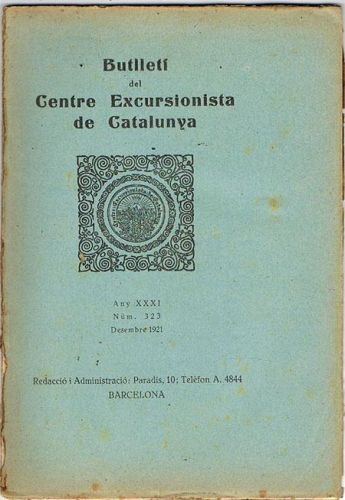 Butlletí
del
Centre Excursionista
de Catalunya
Any XXXI
Núm. 323
Desembre 1921
Redacció i Administració: Paradís, 10; Telèfon A. 4844
BARCELONA